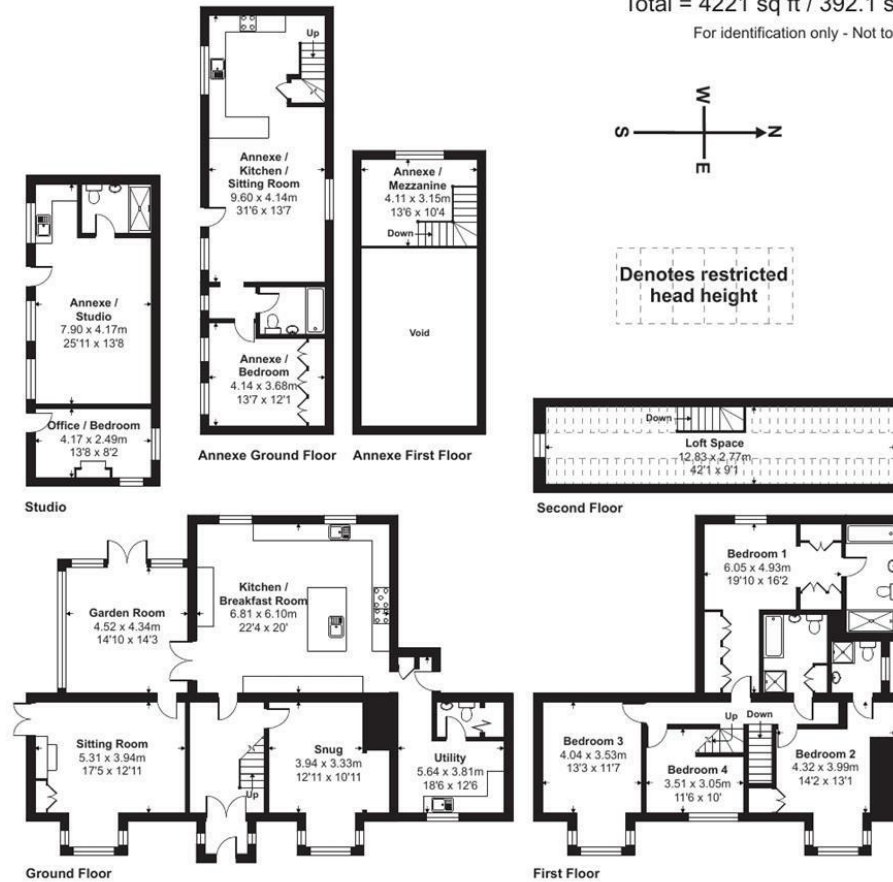 Total = 4221 sq ft / 392.1 s
For identification only - Not to
W
S
N
E
Denotes restricted
head height
Up
Annexe /
Kitchen /
Sitting Room
9.60 x 4.14m
31'6 x 13'7
Annexe /
Bedroom
4.14 x 3.68m
13'7 x 12'1
Annexe Ground Floor
Annexe /
Mezzanine
4.11 x 3.15m
13'6 x 10'4
Down
Void
Annexe First Floor
Annexe /
Studio
7.90 x 4.17m
25'11 x 13'8
Office / Bedroom
4.17 x 2.49m
13'8 x 8'2
Studio
Down
Loft Space
12.83 x 2.77m
42'1 x 9'1
Second Floor
Garden Room
4.52 x 4.34m
14'10 x 14'3
Kitchen /
Breakfast Room
6.81 x 6.10m
22'4 x 20'
Sitting Room
5.31 x 3.94m
17'5 x 12'11
Up
Snug
3.94 x 3.33m
12'11 x 10'11
Utility
5.64 x 3.81m
18'6 x 12'6
Ground Floor
Bedroom 1
6.05 x 4.93m
19'10 x 16'2
Up
Down
Bedroom 3
4.04 x 3.53m
13'3 x 11'7
Bedroom 4
3.51 x 3.05m
11'6 x 10'
Bedroom 2
4.32 x 3.99m
14'2 x 13'1
First Floor